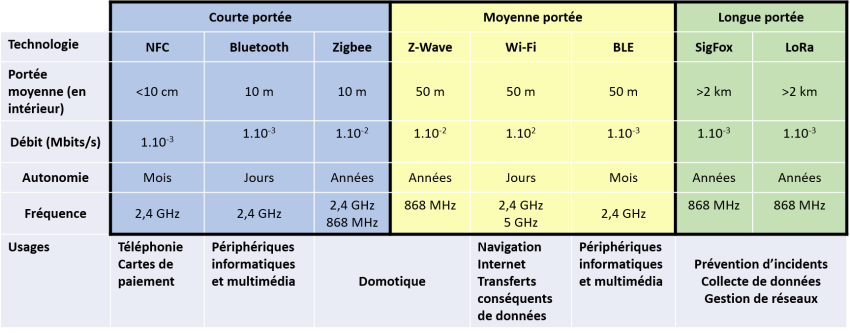 Courte portée Moyenne portée Longue portée
Technologie NFC Bluetooth Zigbee Z-Wave Wi-Fi BLE SigFox LoRa
Portée
moyenne (en
intérieur) <10 cm 10 m 10 m 50 m 50 m 50 m >2 km >2 km
Débit (Mbits/s) 1.10⁻³ 1.10⁻³ 1.10⁻² 1.10⁻² 1.10² 1.10⁻³ 1.10⁻³ 1.10⁻³
Autonomie Mois Jours Années Années Jours Mois Années Années
Fréquence 2,4 GHz 2,4 GHz 2,4 GHz 868 MHz 868 MHz 2,4 GHz 5 GHz 2,4 GHz 868 MHz 868 MHz
Usages
Téléphonie
Cartes de
paiement
Périphériques
informatiques
et multimédia
Domotique
Navigation
Internet
Transferts
conséquents
de données
Périphériques
informatiques
et multimédia
Prévention d'incidents
Collecte de données
Gestion de réseaux